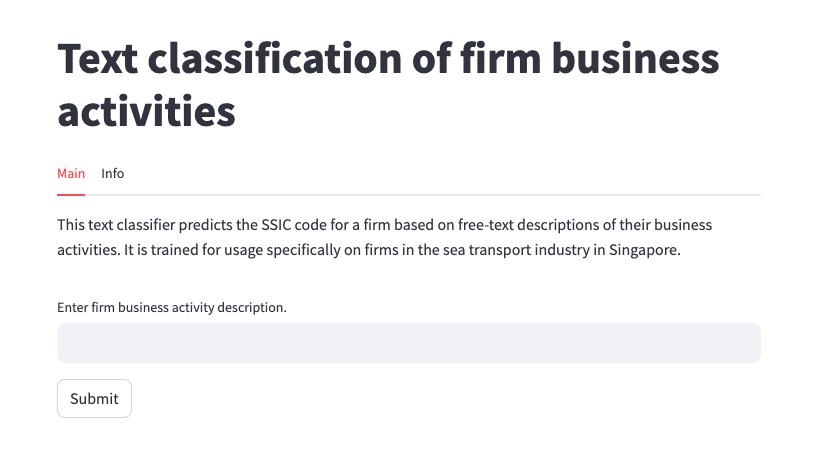 Text classification of firm business
activities
Main Info
This text classifier predicts the SSIC code for a firm based on free-text descriptions of their business
activities. It is trained for usage specifically on firms in the sea transport industry in Singapore.
Enter firm business activity description.
Submit